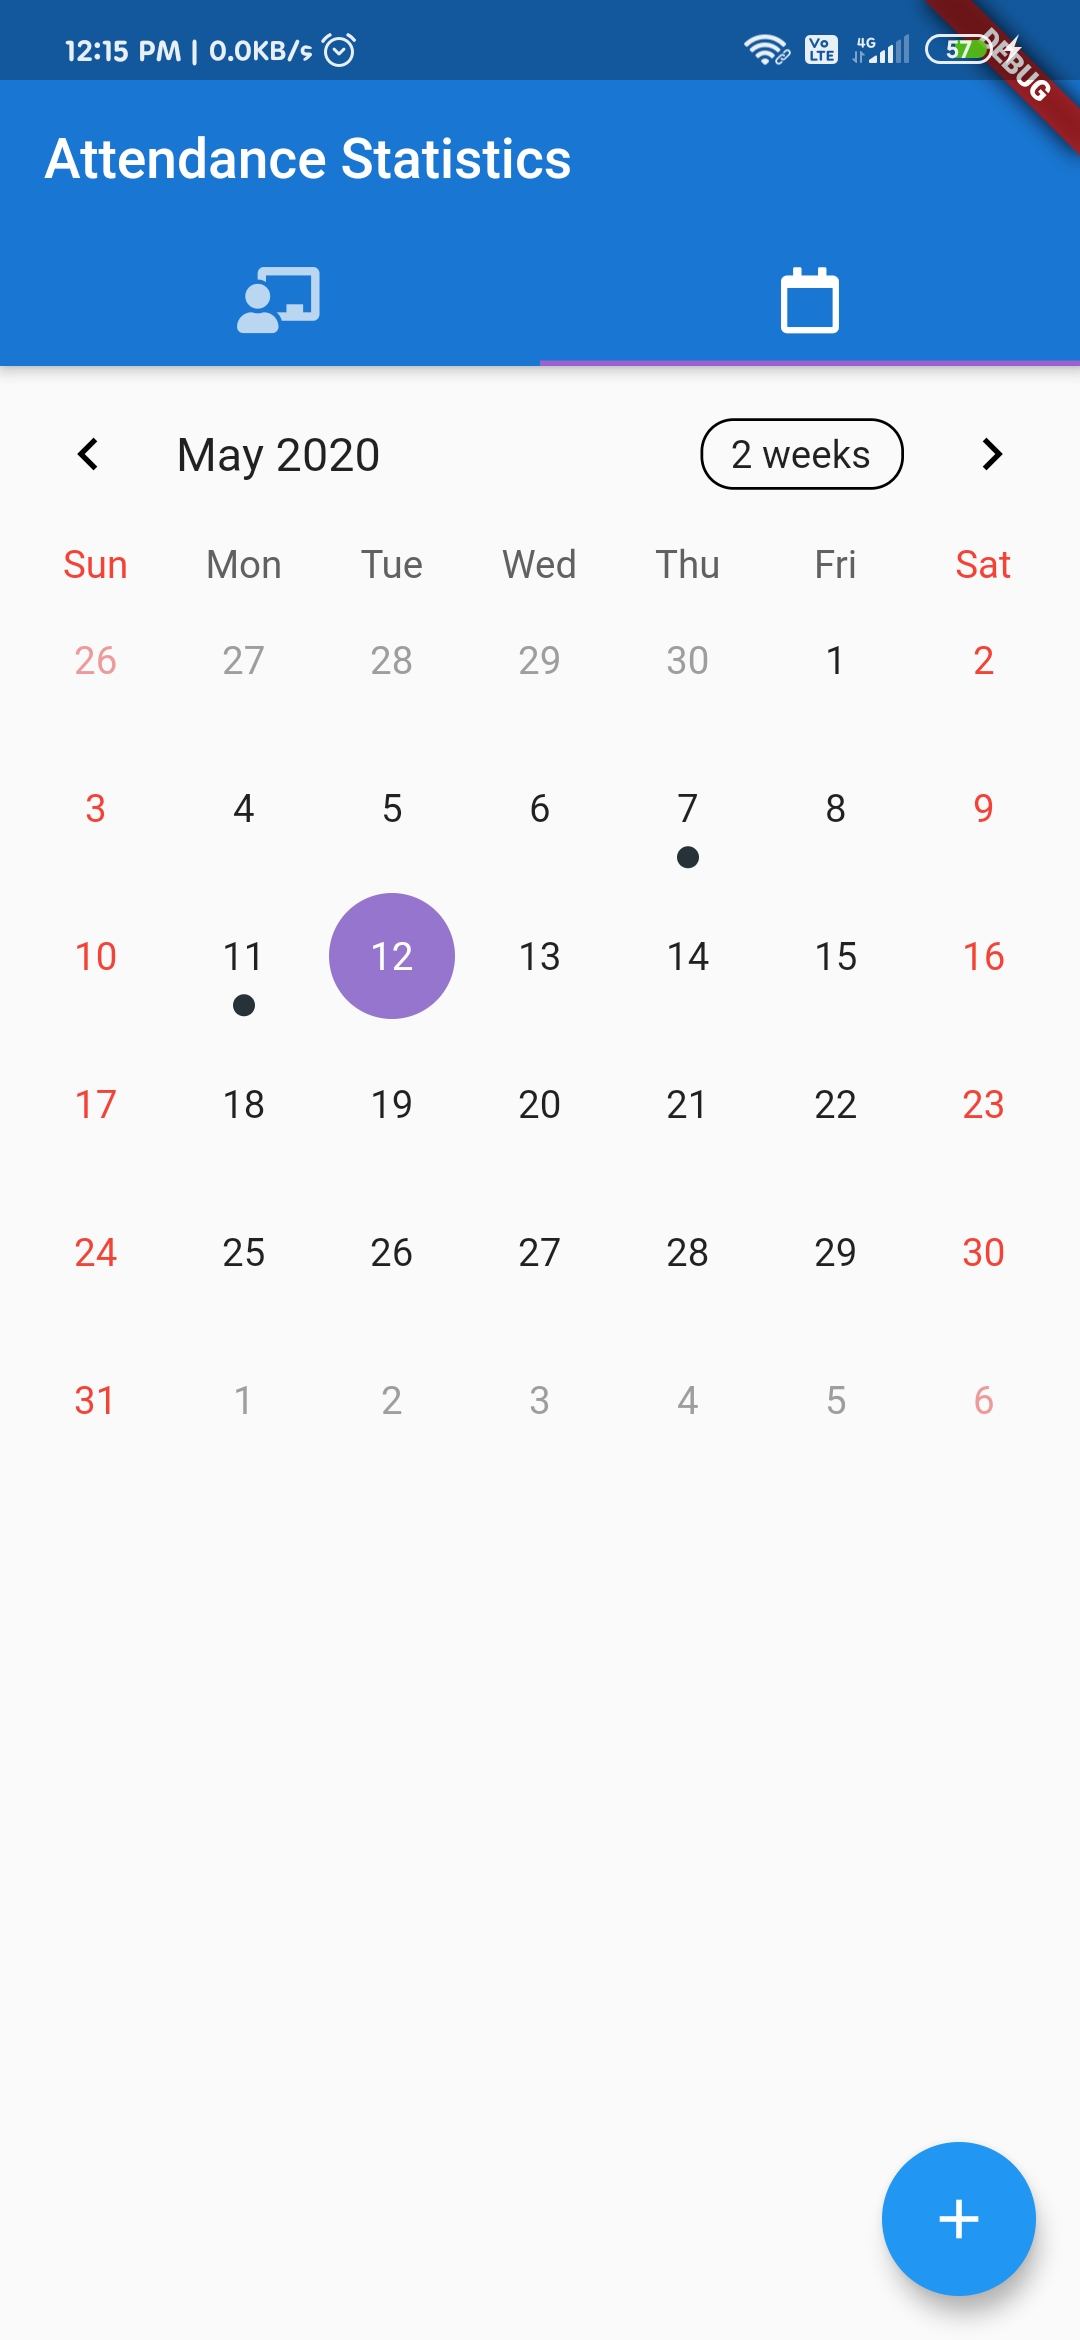 12:15 PM | 0.0KB/s
Vo LTE 4G 57
DEBUG
Attendance Statistics
May 2020 2 weeks
Sun Mon Tue Wed Thu Fri Sat
26 27 28 29 30 1 2
3 4 5 6 7 8 9
10 11 12 13 14 15 16
17 18 19 20 21 22 23
24 25 26 27 28 29 30
31 1 2 3 4 5 6